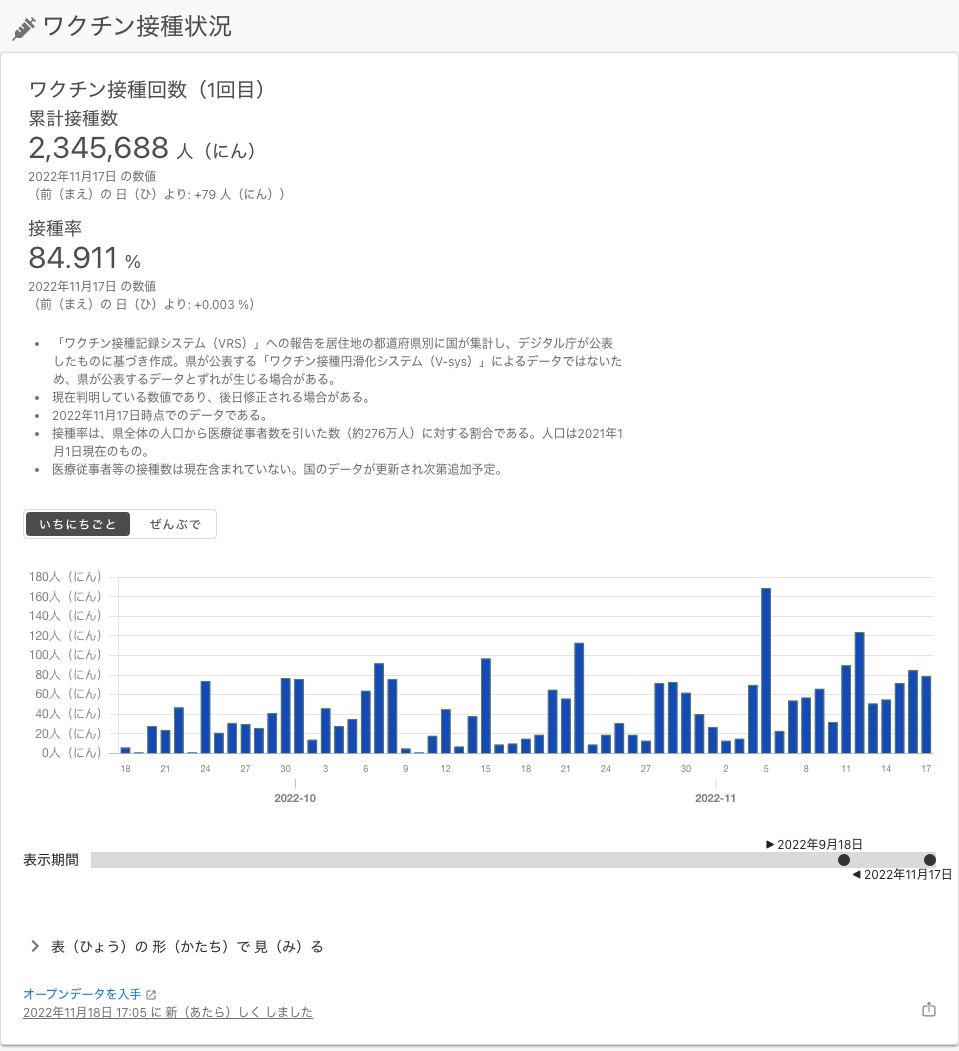 ワクチン接種状況
ワクチン接種回数（1回目）
累計接種数
2,345,688 人（にん）
2022年11月17日 の数値
（前（まえ）の 日（ひ）より: +79 人（にん））
接種率
84.911 %
2022年11月17日 の数値
（前（まえ）の 日（ひ）より: +0.003 %）
• 「ワクチン接種記録システム（VRS）」への報告を居住地の都道府県別に国が集計し、デジタル庁が公表
したものに基づき作成。県が公表する「ワクチン接種円滑化システム（V-sys）」によるデータではないた
め、県が公表するデータとずれが生じる場合がある。
• 現在判明している数値であり、後日修正される場合がある。
• 2022年11月17日時点でのデータである。
• 接種率は、県全体の人口から医療従事者数を引いた数（約276万人）に対する割合である。人口は2021年1
月1日現在のもの。
• 医療従事者等の接種数は現在含まれていない。国のデータが更新され次第追加予定。
いちにちごと ぜんぶで
180人（にん）
160人（にん）
140人（にん）
120人（にん）
100人（にん）
80人（にん）
60人（にん）
40人（にん）
20人（にん）
0人（にん）
18 21 24 27 30 3 6 9 12 15 18 21 24 27 30 2 5 8 11 14 17
2022-10 2022-11
▶ 2022年9月18日
表示期間
◀ 2022年11月17日
表（ひょう）の 形（かたち）で 見（み）る
オープンデータを入手
2022年11月18日 17:05 に 新（あたら）しく しました